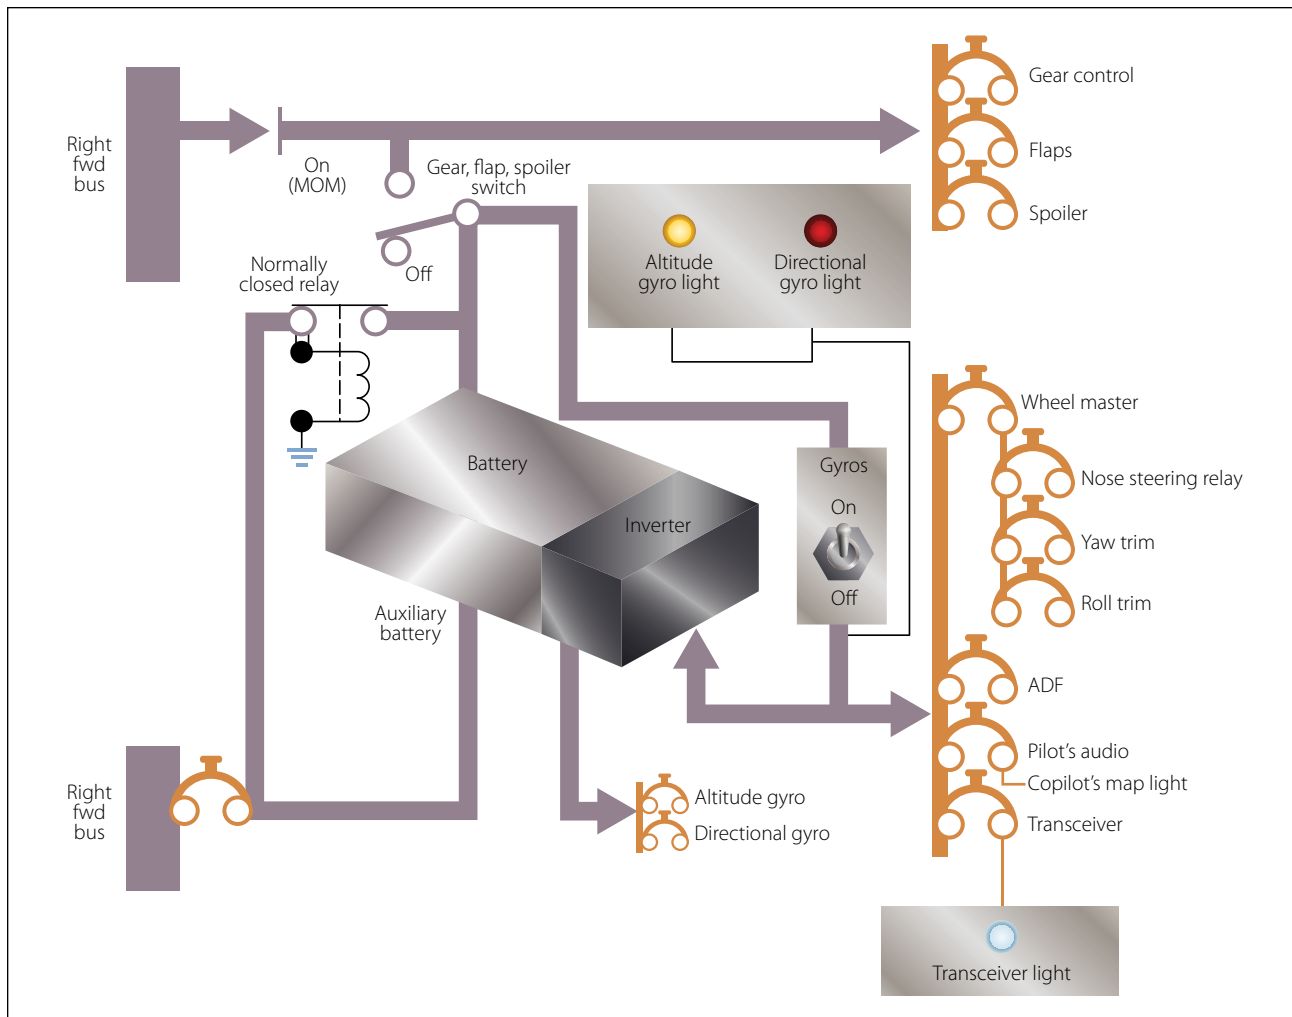 Gear control
Right
fwd
bus
On
(MOM)
Gear, flap, spoiler
switch
Flaps
Spoiler
Off
Normally
closed relay
Altitude
gyro light
Directional
gyro light
Wheel master
Battery
Gyros
Nose steering relay
On
Inverter
Yaw trim
Off
Roll trim
Auxiliary
battery
ADF
Pilot's audio
Copilot's map light
Right
fwd
bus
Altitude gyro
Directional gyro
Transceiver
Transceiver light